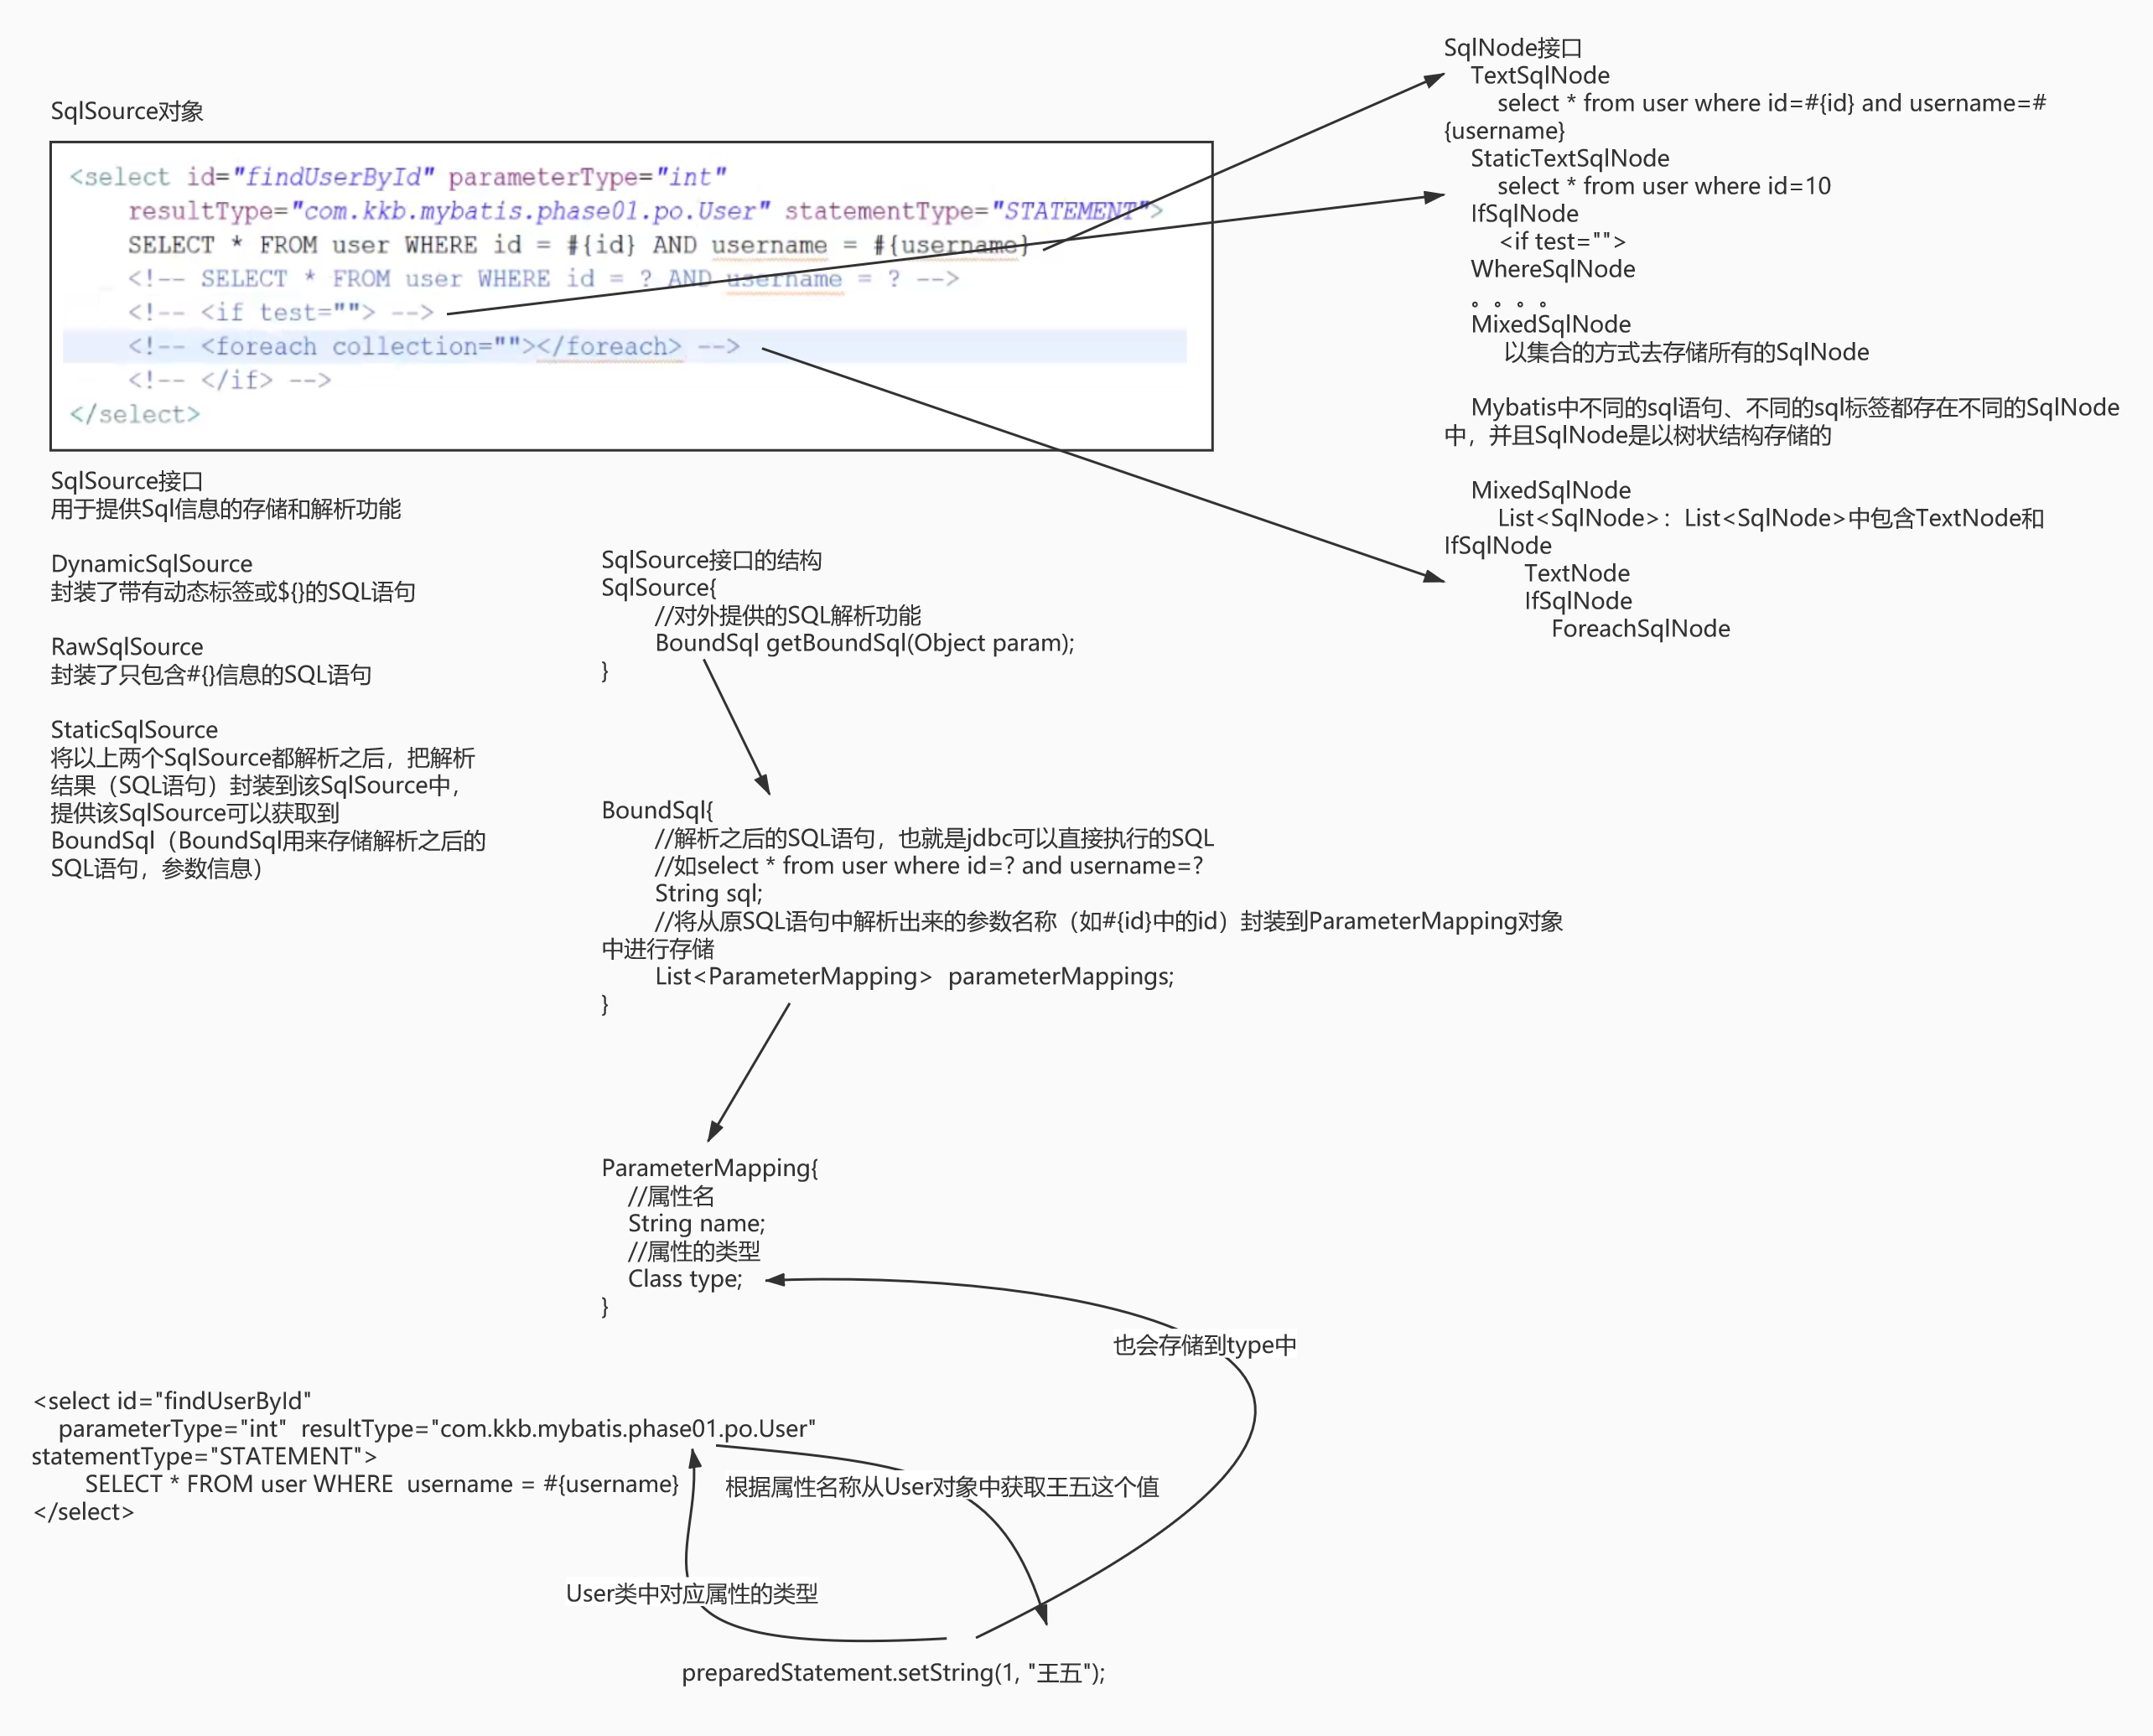 SqlSource对象
<select id="findUserById" parameterType="int"
resultType="com.kkb.mybatis.phase01.po.User" statementType="STATEMENT">
SELECT * FROM user WHERE id = #{id} AND username = #{username}
<!-- SELECT * FROM user WHERE id = ? AND username = ? -->
<!-- <if test=""> -->
<!-- <foreach collection=""></foreach> -->
<!-- </if> -->
</select>
SqlNode接口
TextSqlNode
select * from user where id=#{id} and username=#
{username}
StaticTextSqlNode
select * from user where id=10
IfSqlNode
<if test="">
WhereSqlNode
。。。。
MixedSqlNode
以集合的方式去存储所有的SqlNode
Mybatis中不同的sql语句、不同的sql标签都存在不同的SqlNode
中，并且SqlNode是以树状结构存储的
MixedSqlNode
List<SqlNode>：List<SqlNode>中包含TextNode和
IfSqlNode
TextNode
IfSqlNode
ForeachSqlNode
SqlSource接口
用于提供Sql信息的存储和解析功能
DynamicSqlSource
封装了带有动态标签或${}的SQL语句
RawSqlSource
封装了只包含#{}信息的SQL语句
StaticSqlSource
将以上两个SqlSource都解析之后，把解析
结果（SQL语句）封装到该SqlSource中，
提供该SqlSource可以获取到
BoundSql（BoundSql用来存储解析之后的
SQL语句，参数信息）
SqlSource接口的结构
SqlSource{
//对外提供的SQL解析功能
BoundSql getBoundSql(Object param);
}
BoundSql{
//解析之后的SQL语句，也就是jdbc可以直接执行的SQL
//如select * from user where id=? and username=?
String sql;
//将从原SQL语句中解析出来的参数名称（如#{id}中的id）封装到ParameterMapping对象
中进行存储
List<ParameterMapping>  parameterMappings;
}
ParameterMapping{
//属性名
String name;
//属性的类型
Class type;
}
也会存储到type中
<select id="findUserById"
parameterType="int"  resultType="com.kkb.mybatis.phase01.po.User"
statementType="STATEMENT">
SELECT * FROM user WHERE  username = #{username}
</select>
根据属性名称从User对象中获取王五这个值
User类中对应属性的类型
preparedStatement.setString(1, "王五");